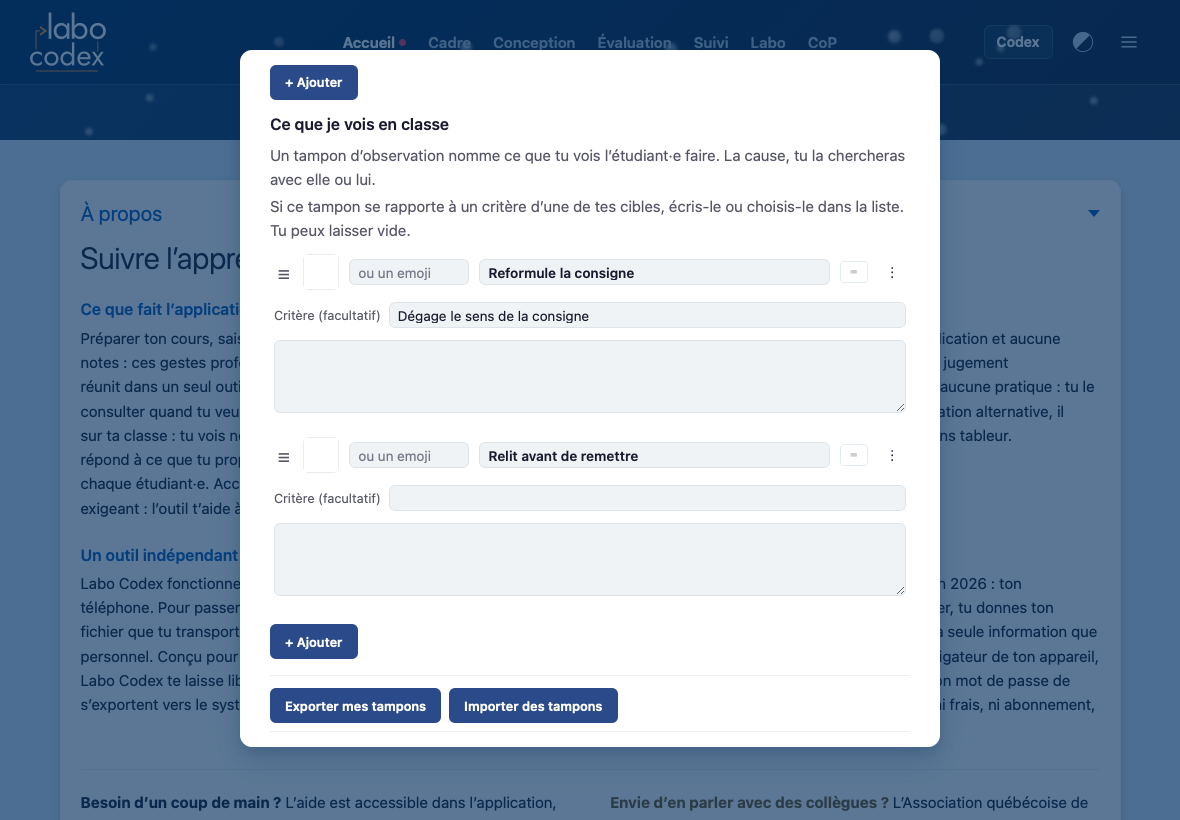 labo
codex
Accueil Cadre Conception Évaluation Suivi Labo CoP
Codex
+ Ajouter
Ce que je vois en classe
Un tampon d’observation nomme ce que tu vois l’étudiant·e faire. La cause, tu la chercheras
avec elle ou lui.
Si ce tampon se rapporte à un critère d’une de tes cibles, écris-le ou choisis-le dans la liste.
Tu peux laisser vide.
ou un emoji
Reformule la consigne
Critère (facultatif)
Dégage le sens de la consigne
ou un emoji
Relit avant de remettre
Critère (facultatif)
+ Ajouter
Exporter mes tampons
Importer des tampons
À propos
Suivre l’appre
Ce que fait l’applicati
Préparer ton cours, sais
notes : ces gestes prof
réunit dans un seul outi
consulter quand tu veu
sur ta classe : tu vois n
répond à ce que tu prop
chaque étudiant·e. Acc
exigeant : l’outil t’aide à
lication et aucune
jugement
aucune pratique : tu le
ation alternative, il
ns tableur.
Un outil indépendant
Labo Codex fonctionne
téléphone. Pour passer
fichier que tu transport
personnel. Conçu pour
Labo Codex te laisse lib
s’exportent vers le syst
n 2026 : ton
er, tu donnes ton
a seule information que
igateur de ton appareil,
on mot de passe de
ni frais, ni abonnement,
Besoin d’un coup de main ? L’aide est accessible dans l’application,
Envie d’en parler avec des collègues ? L’Association québécoise de